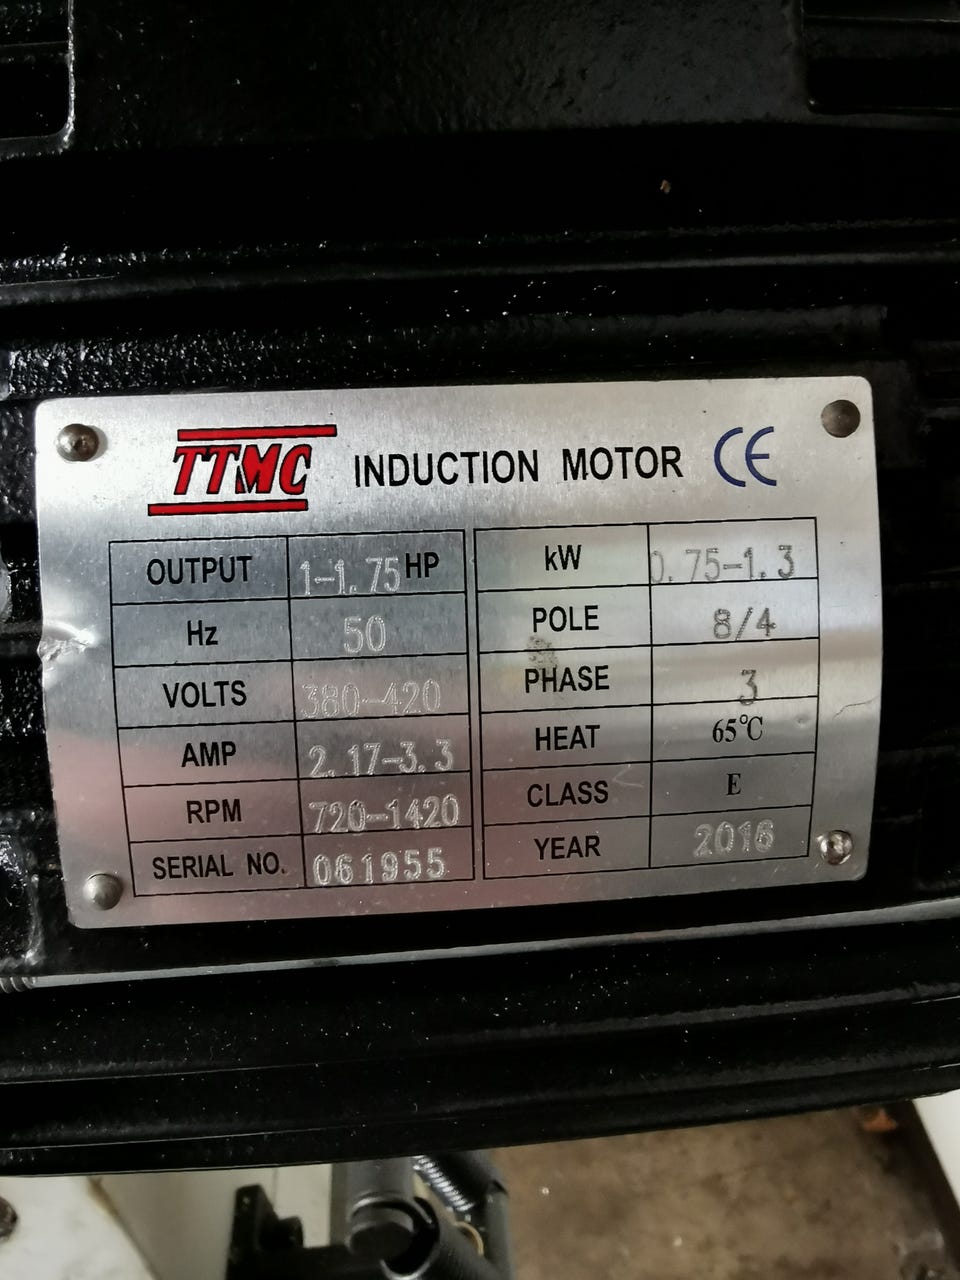 TTMC INDUCTION MOTOR CE
OUTPUT 1-1.75 HP kW 0.75-1.3
Hz 50 POLE 8/4
VOLTS 380-420 PHASE 3
AMP 2.17-3.3 HEAT 65℃
RPM 720-1420 CLASS E
SERIAL NO. 061955 YEAR 2016